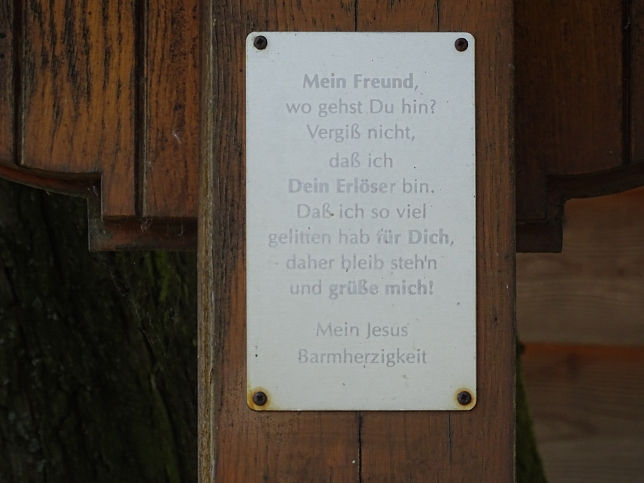 Mein Freund,
wo gehst Du hin?
Vergiß nicht,
daß ich
Dein Erlöser bin.
Daß ich so viel
gelitten hab für Dich,
daher bleib steh'n
und grüße mich!
Mein Jesus
Barmherzigkeit